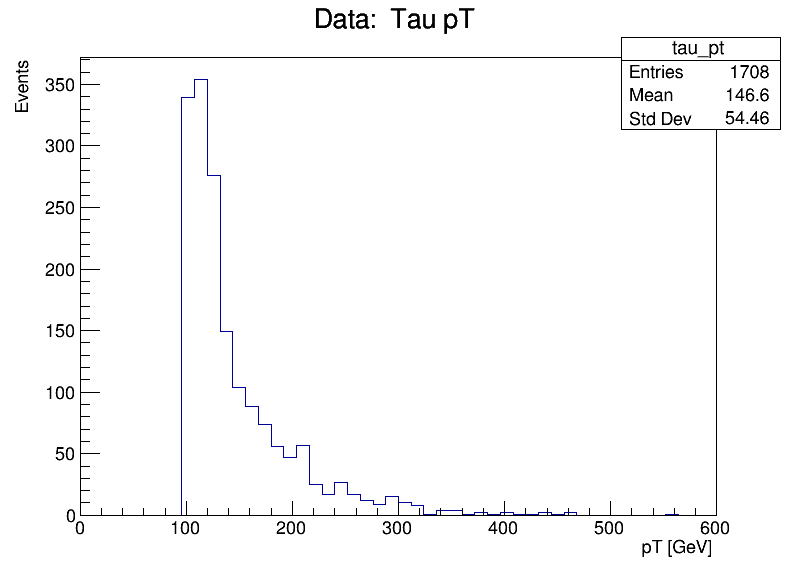 Data:  Tau pT
tau_pt
Entries 1708
Mean 146.6
Std Dev 54.46
Events
350
300
250
200
150
100
50
0
0 100 200 300 400 500 600
pT [GeV]